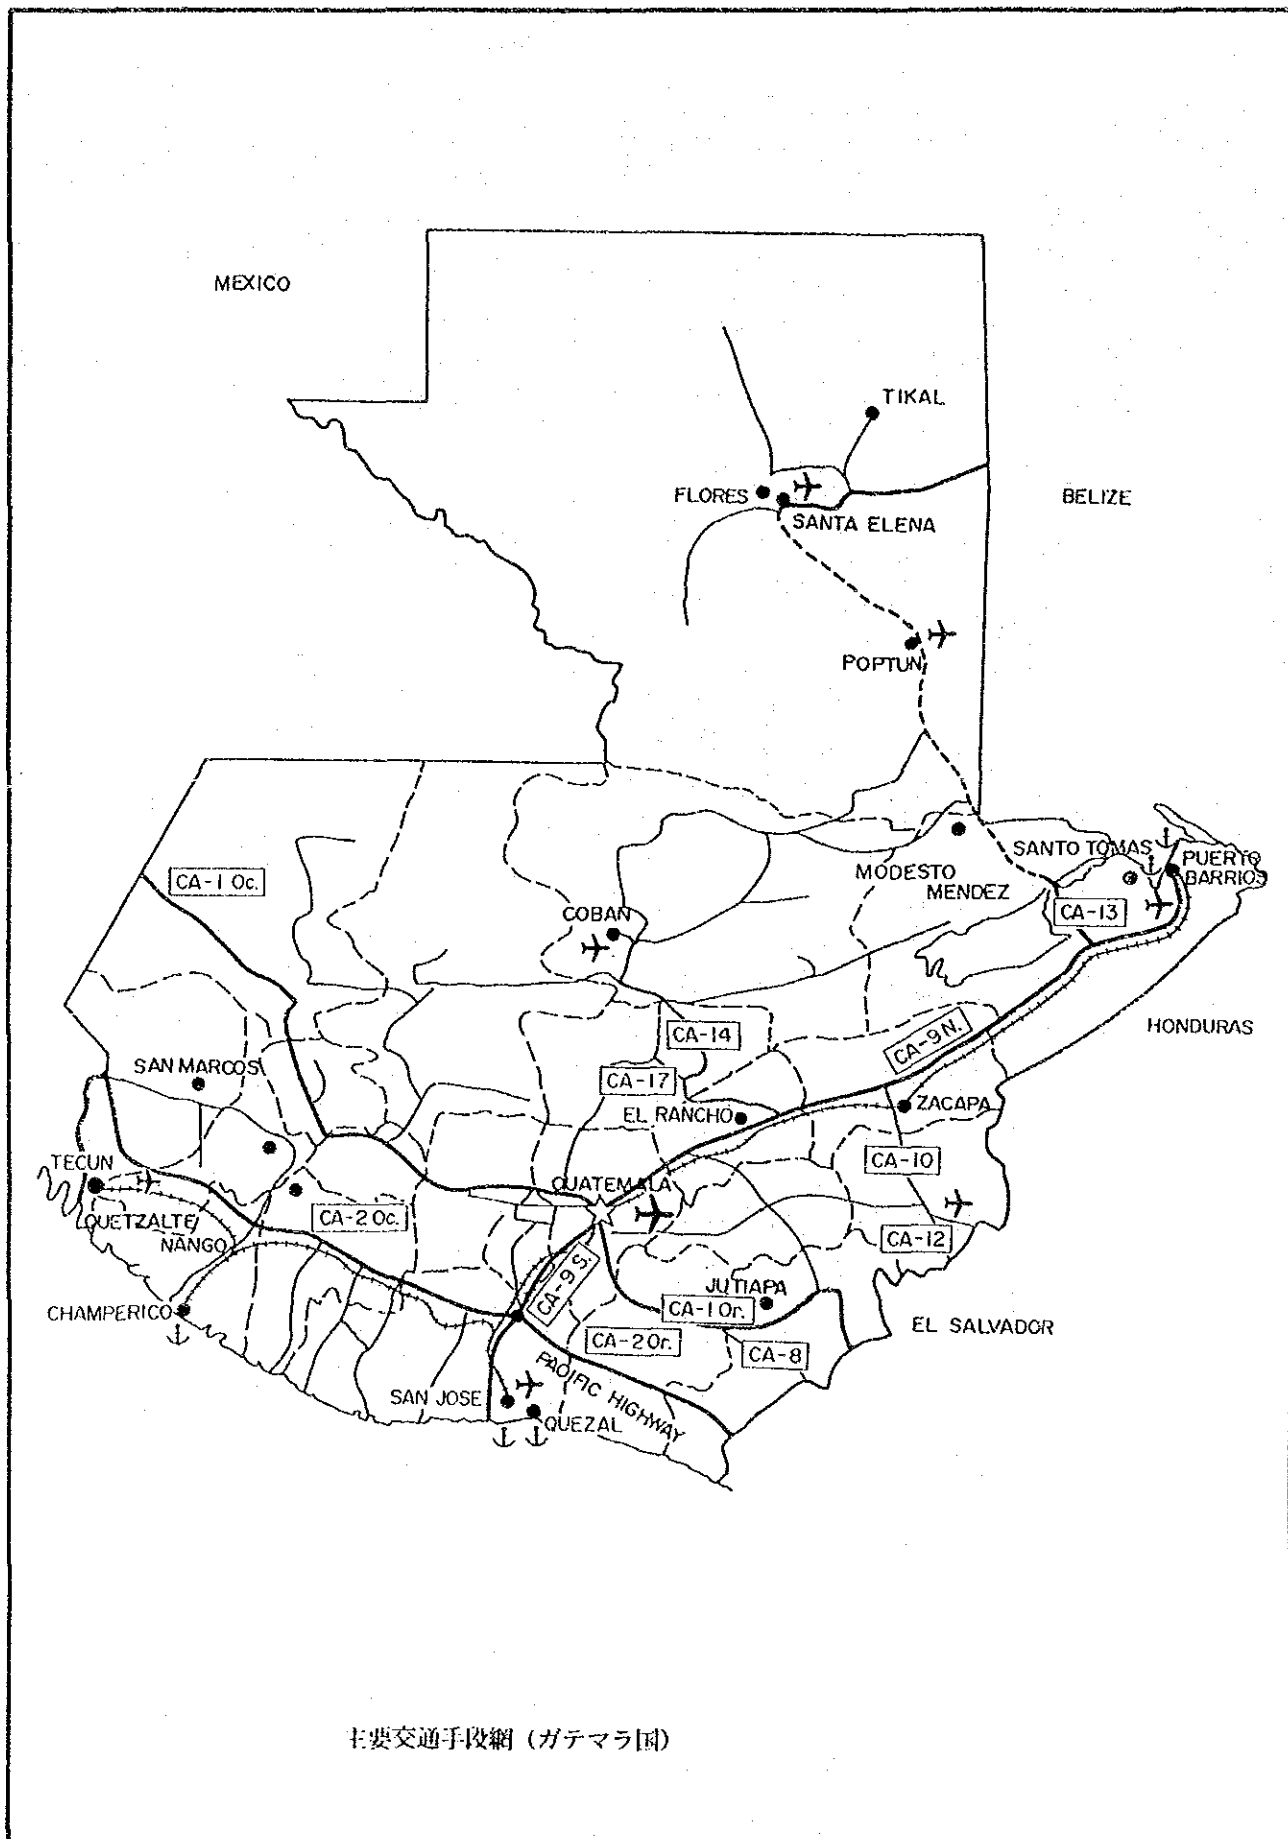 MEXICO
TIKAL
FLORES
BELIZE
SANTA ELENA
POPTUN
SANTO TOMAS
PUERTO
BARRIOS
MODESTO
MENDEZ
CA-1 Oc.
COBAN
CA-13
CA-14
CA-9 N.
HONDURAS
SAN MARCOS
CA-17
EL RANCHO
ZACAPA
TECUN
CA-10
GUATEMALA
QUETZALTE
NANGO
CA-2 Oc.
CA-12
CA-9 S.
JUTIAPA
CHAMPERICO
CA-1 Or.
EL SALVADOR
CA-2 Or.
CA-8
PACIFIC HIGHWAY
SAN JOSE
QUEZAL
主要交通手段網 (ガテマラ国)